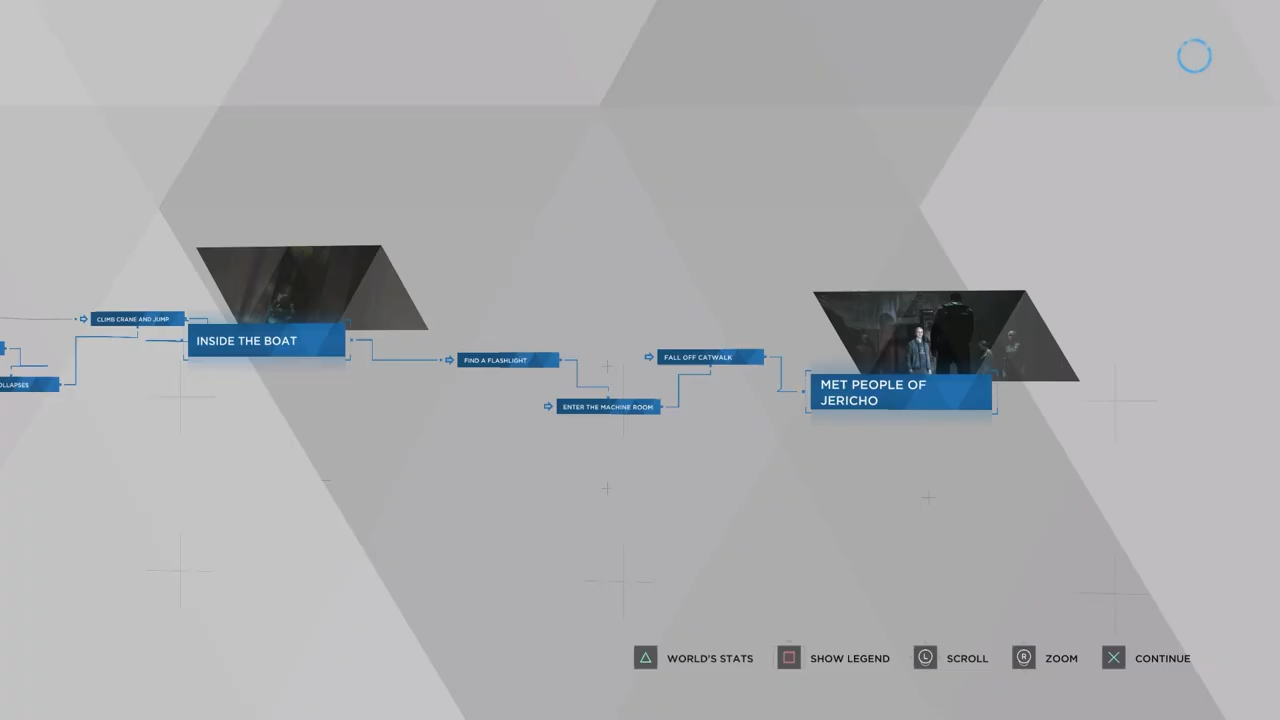 CLIMB CRANE AND JUMP
INSIDE THE BOAT
OLLAPSES
FIND A FLASHLIGHT
ENTER THE MACHINE ROOM
FALL OFF CATWALK
MET PEOPLE OF
JERICHO
WORLD'S STATS
SHOW LEGEND
L
SCROLL
R
ZOOM
CONTINUE